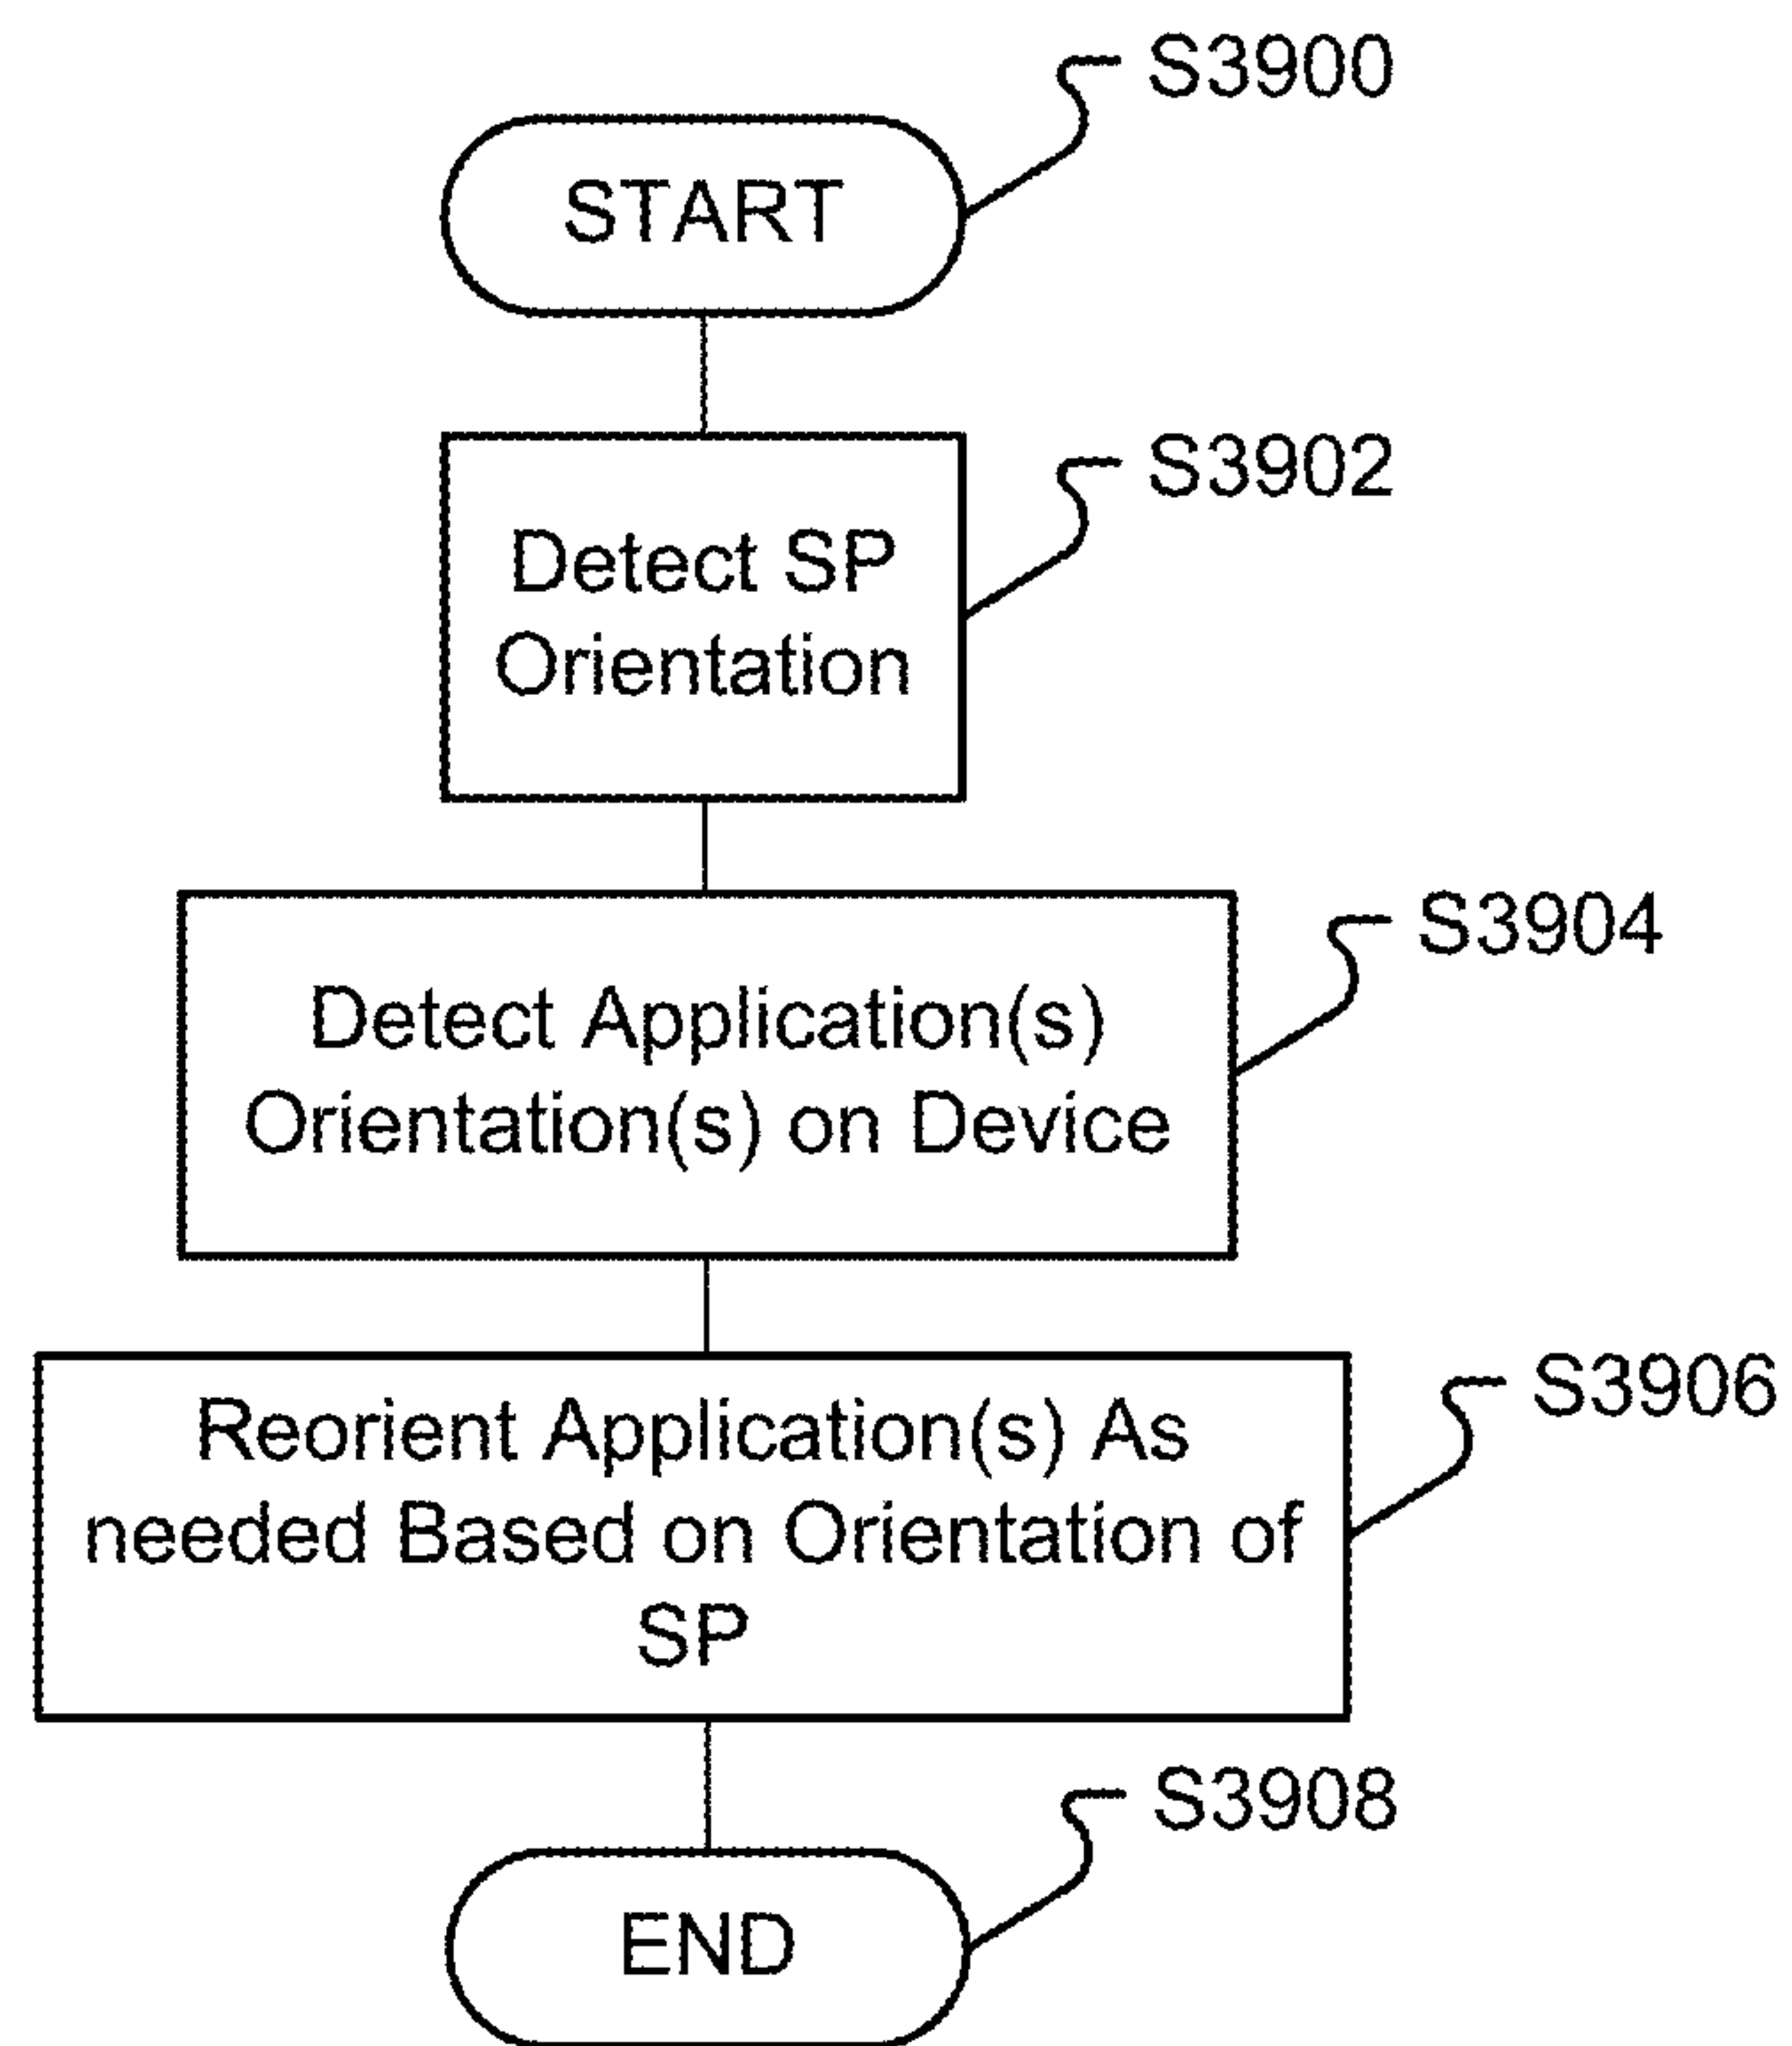 S3900
START
S3902
Detect SP
Orientation
S3904
Detect Application(s)
Orientation(s) on Device
S3906
Reorient Application(s) As
needed Based on Orientation of
SP
S3908
END